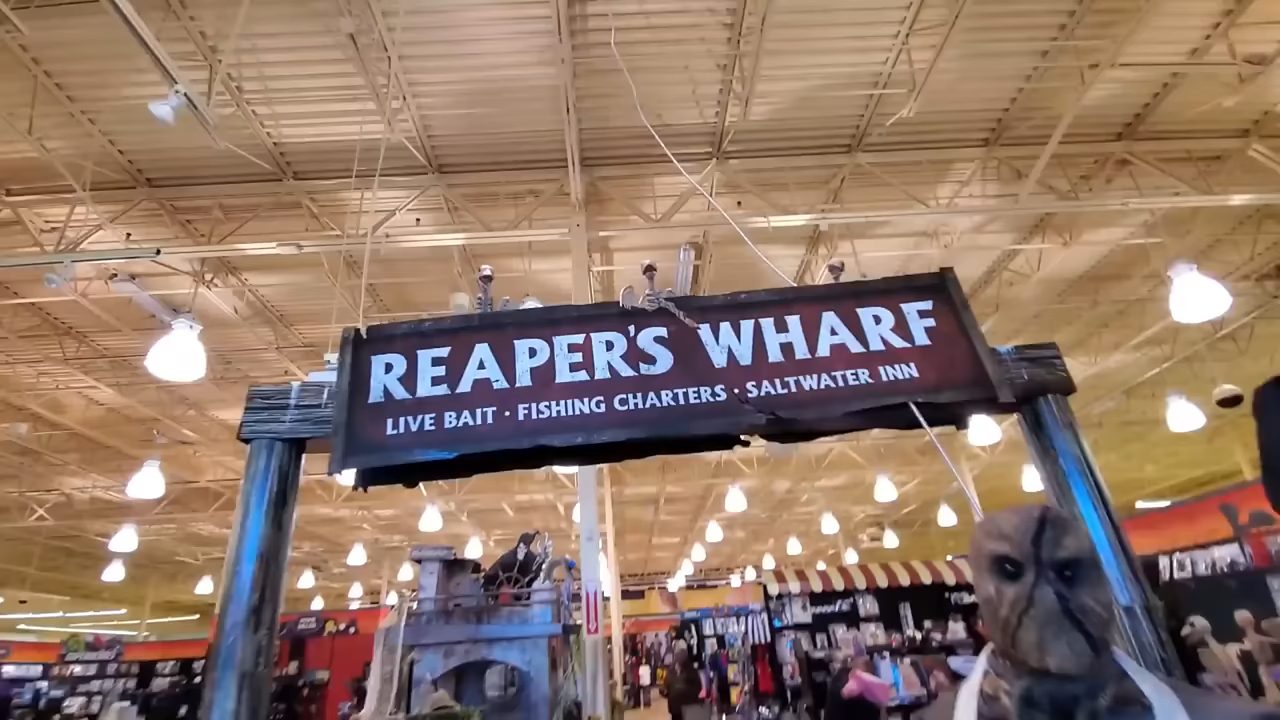 REAPER'S WHARF
LIVE BAIT · FISHING CHARTERS · SALTWATER INN